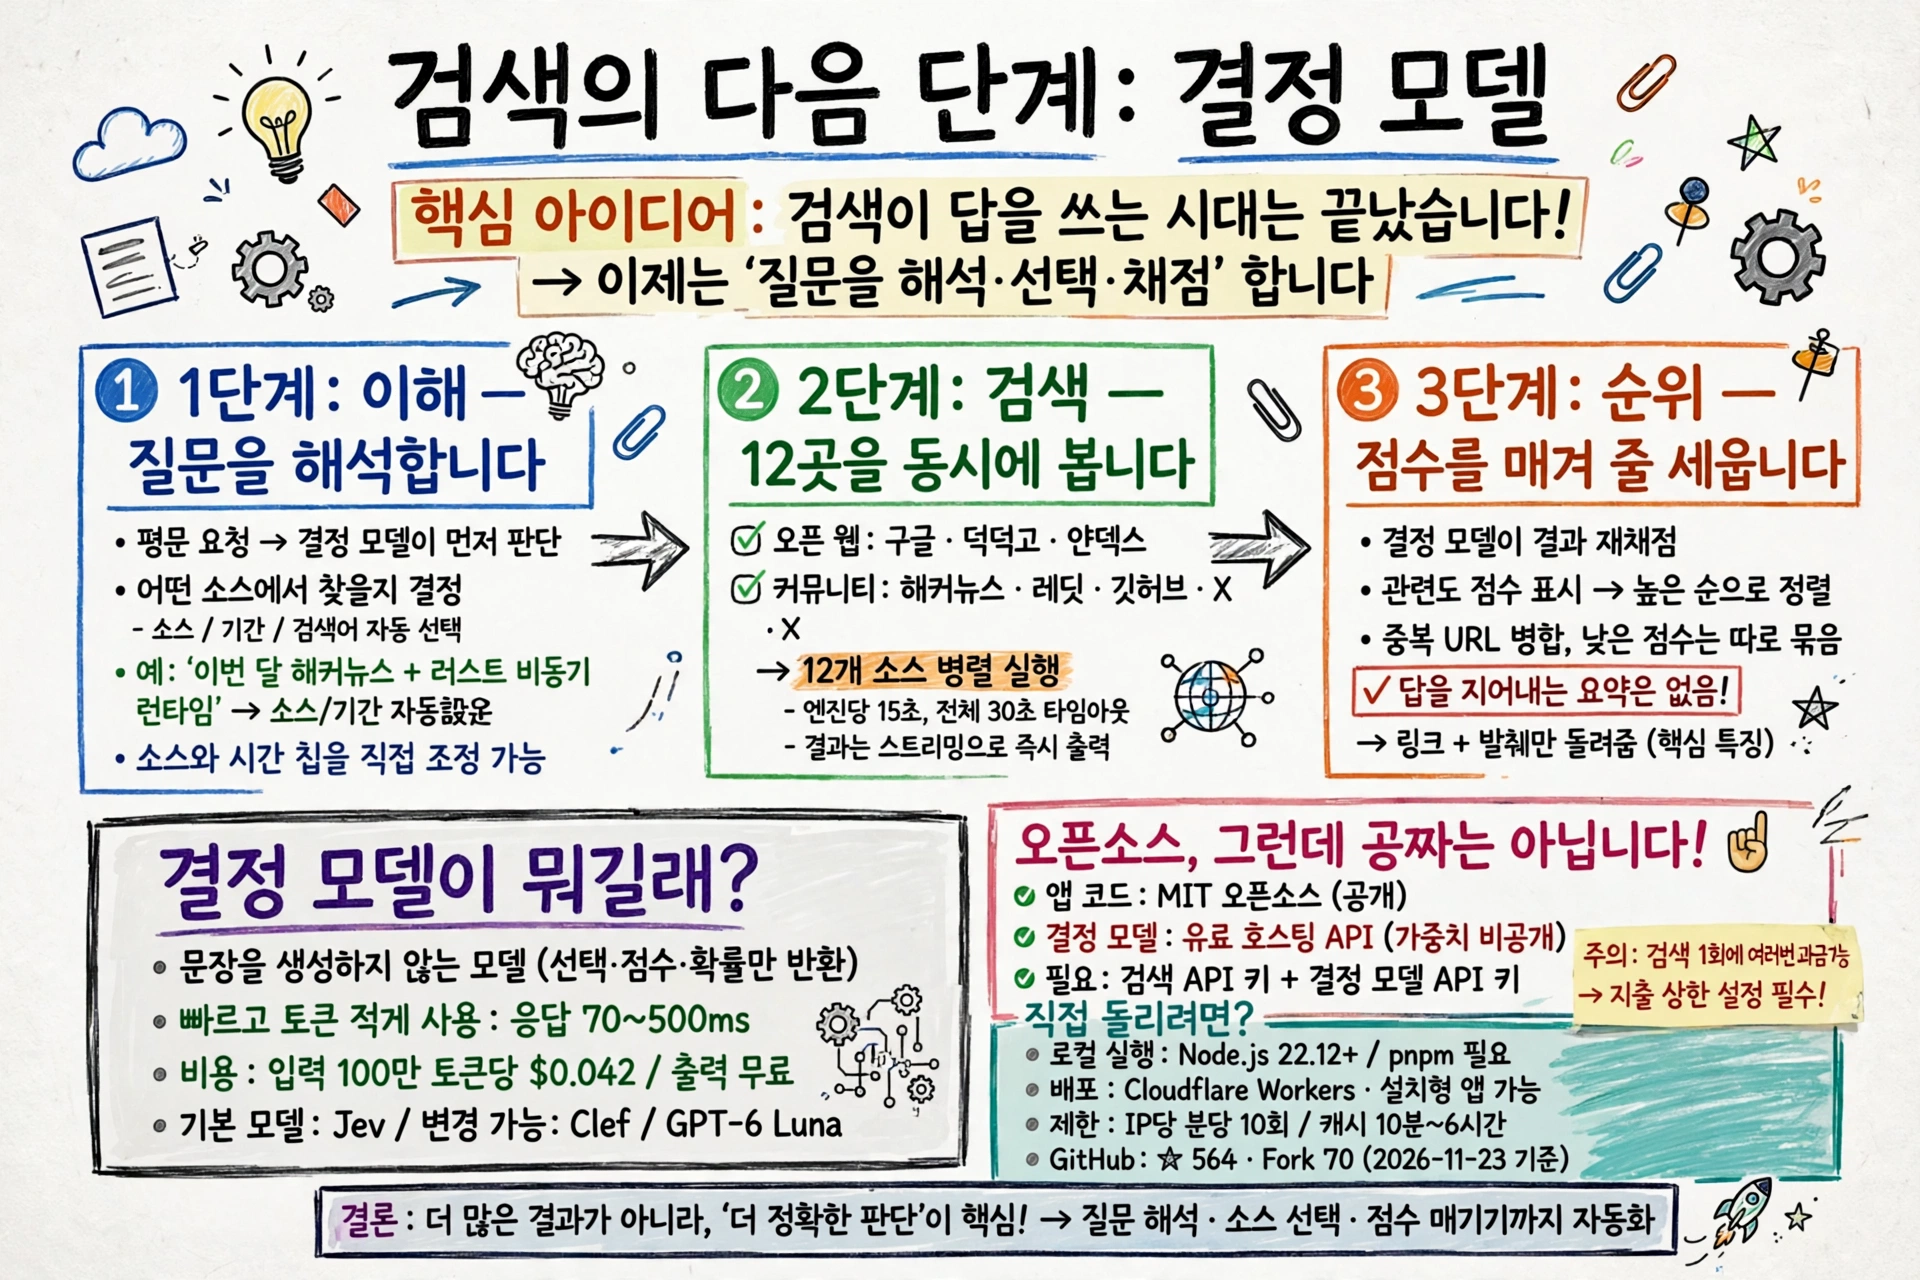 검색의 다음 단계: 결정 모델
핵심 아이디어: 검색이 답을 쓰는 시대는 끝났습니다!
→ 이제는 ‘질문을 해석·선택·채점’ 합니다
1 1단계: 이해 —
질문을 해석합니다
• 평문 요청 → 결정 모델이 먼저 판단
• 어떤 소스에서 찾을지 결정
- 소스 / 기간 / 검색어 자동 선택
• 예: ‘이번 달 해커뉴스 + 러스트 비동기
런타임’ → 소스/기간
• 소스와 시간 칩을 직접 조정 가능
2 2단계: 검색 —
12곳을 동시에 봅니다
오픈 웹: 구글 · 덕덕고 · 얀덱스
커뮤니티: 해커뉴스 · 레딧 · 깃허브 · X
· X
→ 12개 소스 병렬 실행
- 엔진당 15초, 전체 30초 타임아웃
- 결과는 스트리밍으로 즉시 출력
3 3단계: 순위 —
점수를 매겨 줄 세웁니다
• 결정 모델이 결과 재채점
• 관련도 점수 표시 → 높은 순으로 정렬
• 중복 URL 병합, 낮은 점수는 따로 묶음
✓ 답을 지어내는 요약은 없음!
→ 링크 + 발췌만 돌려줌 (핵심 특징)
결정 모델이 뭐길래?
• 문장을 생성하지 않는 모델 (선택·점수·확률만 반환)
• 빠르고 토큰 적게 사용: 응답 70~500ms
• 비용: 입력 100만 토큰당 $0.042 / 출력 무료
• 기본 모델: Jev / 변경 가능: Clef / GPT-6 Luna
오픈소스, 그런데 공짜는 아닙니다!
앱 코드: MIT 오픈소스 (공개)
결정 모델: 유료 호스팅 API (가중치 비공개)
필요: 검색 API 키 + 결정 모델 API 키
주의: 검색 1회에 여러번 과금
→ 지출 상한 설정 필수!
직접 돌리려면?
• 로컬 실행: Node.js 22.12+ / pnpm 필요
• 배포: Cloudflare Workers · 설치형 앱 가능
• 제한: IP당 분당 10회 / 캐시 10분~6시간
• GitHub: ☆ 564 · Fork 70 (2026-11-23 기준)
결론: 더 많은 결과가 아니라, ‘더 정확한 판단’이 핵심! → 질문 해석 · 소스 선택 · 점수 매기기까지 자동화